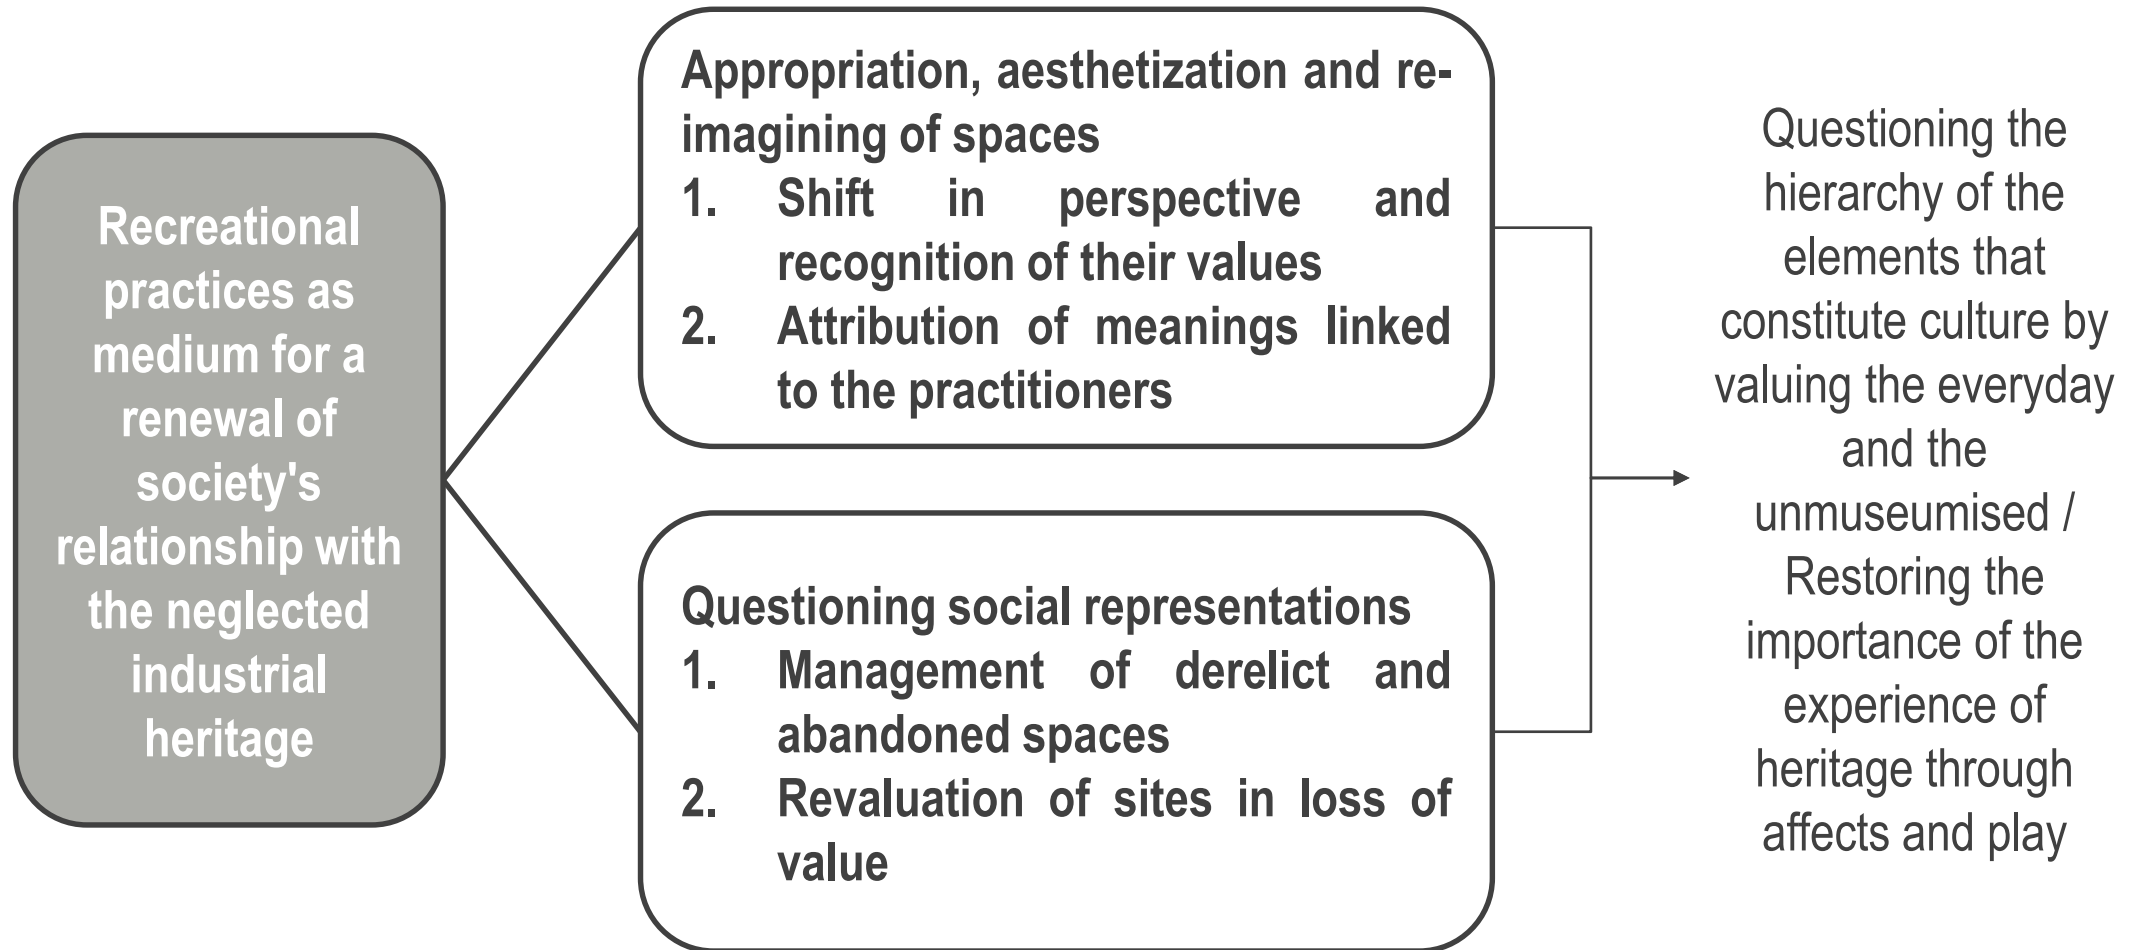 Recreational
practices as
medium for a
renewal of
society's
relationship with
the neglected
industrial
heritage
Appropriation, aesthetization and re-
imagining of spaces
1. Shift in perspective and
recognition of their values
2. Attribution of meanings linked
to the practitioners
Questioning social representations
1. Management of derelict and
abandoned spaces
2. Revaluation of sites in loss of
value
Questioning the
hierarchy of the
elements that
constitute culture by
valuing the everyday
and the
unmuseumised /
Restoring the
importance of the
experience of
heritage through
affects and play